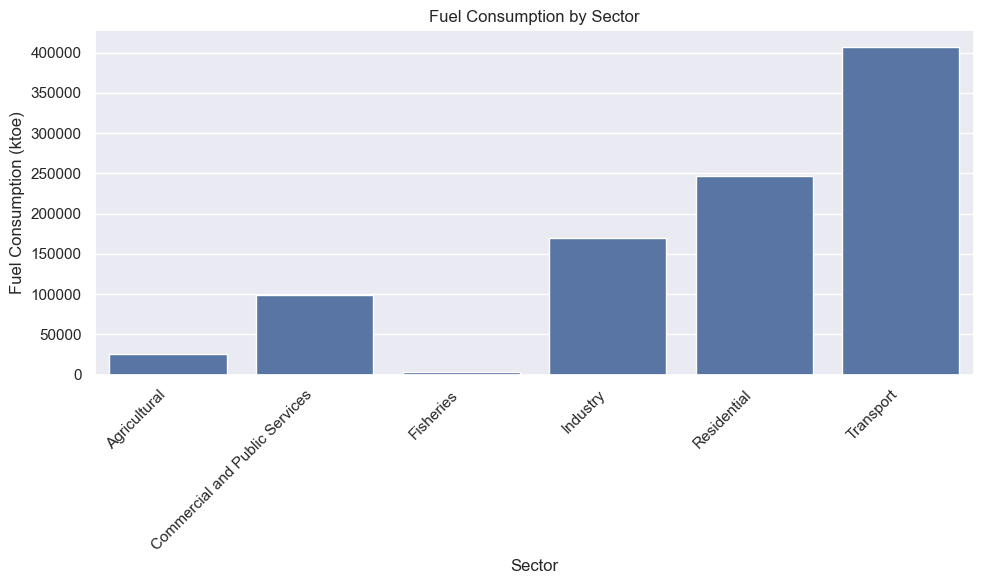 Fuel Consumption by Sector
Fuel Consumption (ktoe)
400000
350000
300000
250000
200000
150000
100000
50000
0
Agricultural
Commercial and Public Services
Fisheries
Industry
Residential
Transport
Sector